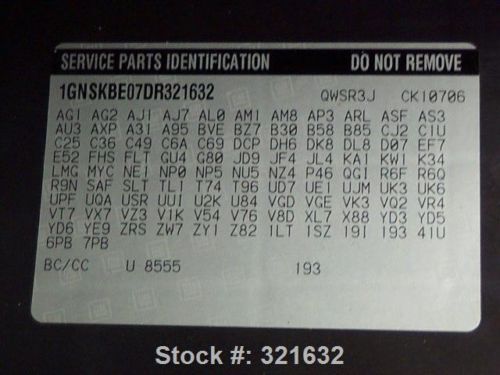 SERVICE PARTS IDENTIFICATION DO NOT REMOVE
1GNSKBE07DR321632 QWSR3J CK10706
AG1 AG2 AJ1 AJ7 AL0 AM1 AM8 AP3 ARL ASF AS3
AU3 AXP A31 A95 BVE BZ7 B30 B58 B85 CJ2 C1U
C25 C36 C49 C6A C69 DCP DH6 DK8 DL8 D07 EF7
E52 FHS FLT GU4 G80 JD9 JF4 JL4 KA1 KW1 K34
LMG MYC NE1 NP0 NP5 NU5 NZ4 P46 QG1 R6F R6Q
R9N SAF SLT TL1 T74 T96 UD7 UE1 UJM UK3 UK6
UPF UQA USR UU1 U2K U84 VGD VGE VK3 VQ2 VR4
VT7 VX7 VZ3 V1K V54 V76 V8D XL7 X88 YD3 YD5
YD6 YE9 ZRS ZW7 ZY1 Z82 1LT 1SZ 19I 193 41U
6PB 7PB
BC/CC U 8555 193
Stock #: 321632